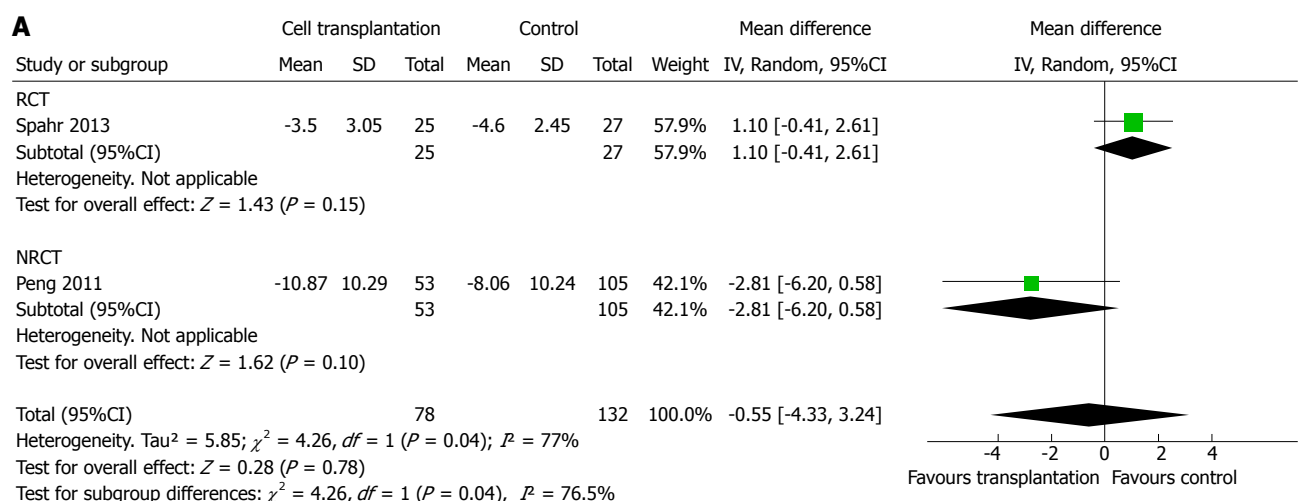 A
Cell transplantation Control Mean difference Mean difference
Study or subgroup Mean SD Total Mean SD Total Weight IV, Random, 95%CI IV, Random, 95%CI
RCT
Spahr 2013 -3.5 3.05 25 -4.6 2.45 27 57.9% 1.10 [-0.41, 2.61]
Subtotal (95%CI) 25 27 57.9% 1.10 [-0.41, 2.61]
Heterogeneity. Not applicable
Test for overall effect: Z = 1.43 (P = 0.15)
NRCT
Peng 2011 -10.87 10.29 53 -8.06 10.24 105 42.1% -2.81 [-6.20, 0.58]
Subtotal (95%CI) 53 105 42.1% -2.81 [-6.20, 0.58]
Heterogeneity. Not applicable
Test for overall effect: Z = 1.62 (P = 0.10)
Total (95%CI) 78 132 100.0% -0.55 [-4.33, 3.24]
Heterogeneity. Tau² = 5.85; χ² = 4.26, df = 1 (P = 0.04); I² = 77%
Test for overall effect: Z = 0.28 (P = 0.78)
Test for subgroup differences: χ² = 4.26, df = 1 (P = 0.04), I² = 76.5%
-4 -2 0 2 4
Favours transplantation Favours control